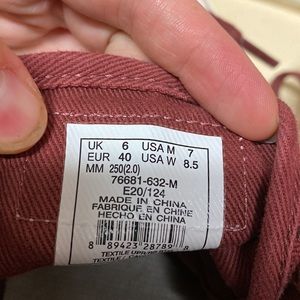 UK 6 USA M 7
EUR 40 USA W 8.5
MM 250(2.0)
76681-632-M
E20/124
MADE IN CHINA
FABRIQUE EN CHINE
HECHO EN CHINA
8 89423 28789 8